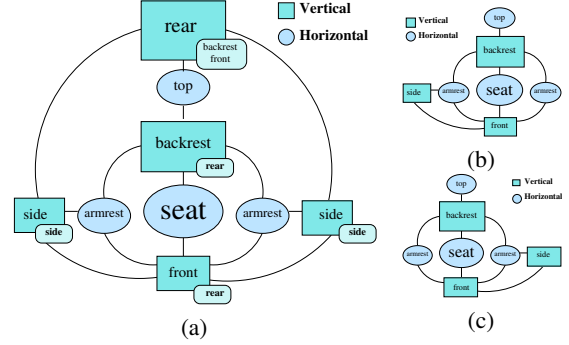 rear
backrest
front
Vertical
Horizontal
top
backrest
rear
side
side
armrest
seat
armrest
side
side
front
rear
(a)
Vertical
Horizontal
top
backrest
side
armrest
seat
armrest
front
(b)
Vertical
Horizontal
top
backrest
armrest
seat
armrest
side
front
(c)